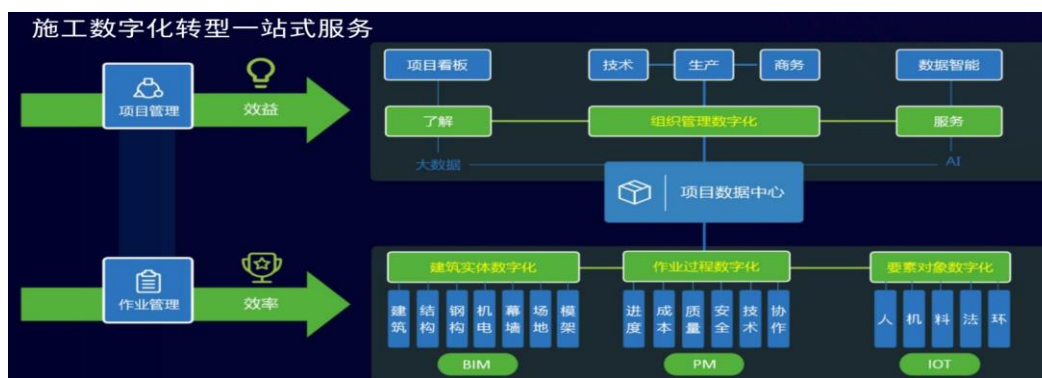 施工数字化转型一站式服务
项目看板
技术
生产
商务
数据智能
项目管理
效益
了解
组织管理数字化
服务
大数据
AI
项目数据中心
作业管理
效率
建筑实体数字化
作业过程数字化
要素对象数字化
建筑
结构
钢构
机电
幕墙
场地
模架
进度
成本
质量
安全
技术
协作
人
机
料
法
环
BIM
PM
IOT